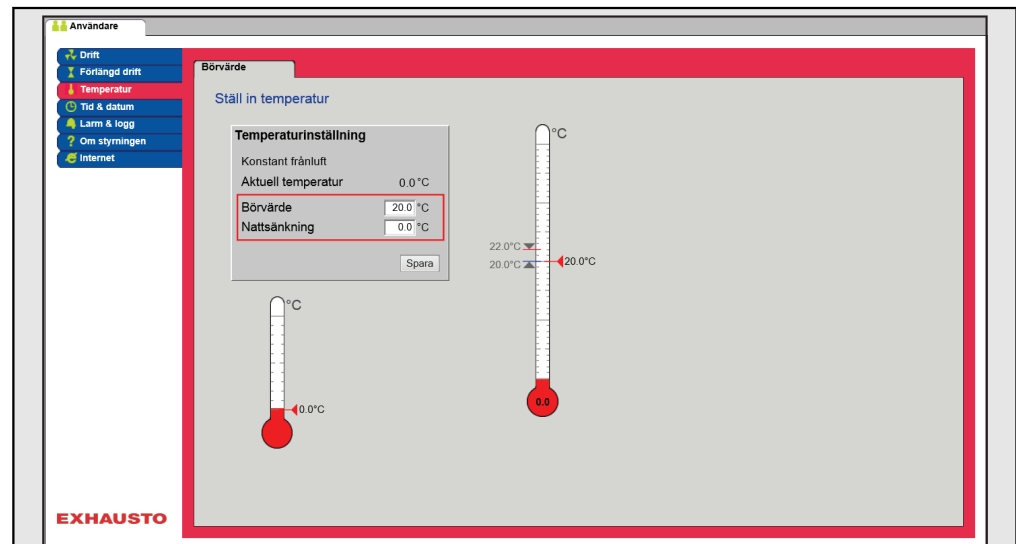 Användare
Drift
Förlängd drift
Temperatur
Tid & datum
Larm & logg
Om styrningen
Internet
Börvärde
Ställ in temperatur
Temperaturinställning
Konstant frånluft
Aktuell temperatur 0.0 °C
Börvärde 20.0 °C
Nattsänkning 0.0 °C
Spara
°C
0.0°C
°C
22.0°C
20.0°C 20.0°C
0.0
EXHAUSTO